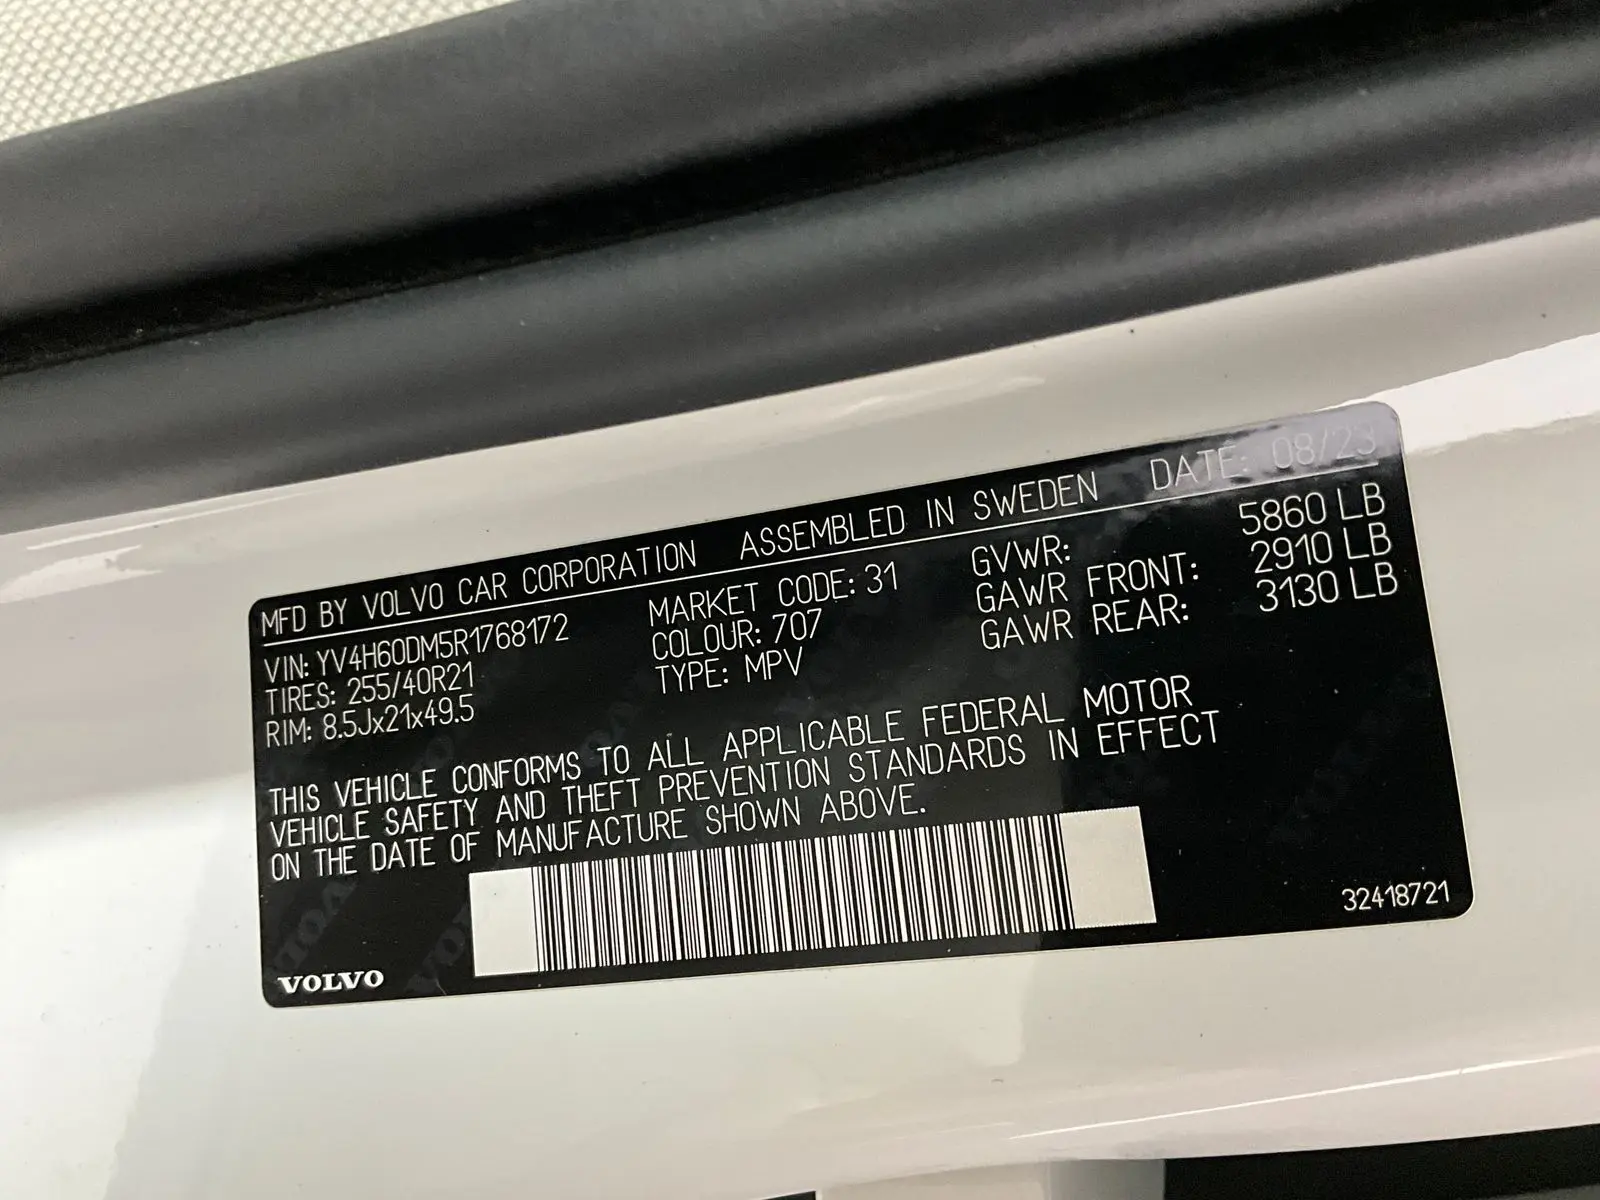 MFD BY VOLVO CAR CORPORATION ASSEMBLED IN SWEDEN DATE: 08/23
VIN: YV4H60DM5R1768172 MARKET CODE: 31 GVWR: 5860 LB
TIRES: 255/40R21 COLOUR: 707 GAWR FRONT: 2910 LB
RIM: 8.5Jx21x49.5 TYPE: MPV GAWR REAR: 3130 LB
THIS VEHICLE CONFORMS TO ALL APPLICABLE FEDERAL MOTOR
VEHICLE SAFETY AND THEFT PREVENTION STANDARDS IN EFFECT
ON THE DATE OF MANUFACTURE SHOWN ABOVE.
32418721
VOLVO